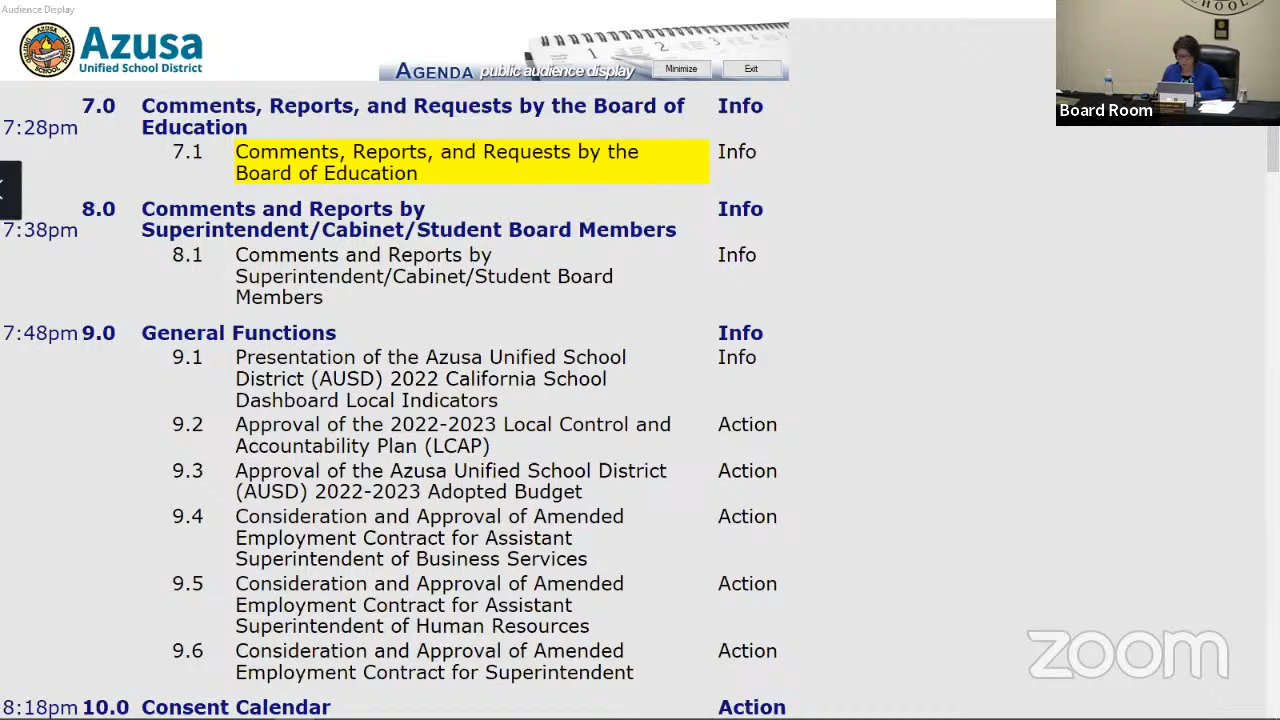 Audience Display
Azusa
Unified School District
AGENDA public audience display
Minimize
Exit
SCHOOL
Board Room
7.0 Comments, Reports, and Requests by the Board of Info
7:28pm Education
7.1 Comments, Reports, and Requests by the Info
Board of Education
8.0 Comments and Reports by Info
7:38pm Superintendent/Cabinet/Student Board Members
8.1 Comments and Reports by Info
Superintendent/Cabinet/Student Board
Members
7:48pm 9.0 General Functions Info
9.1 Presentation of the Azusa Unified School Info
District (AUSD) 2022 California School
Dashboard Local Indicators
9.2 Approval of the 2022-2023 Local Control and Action
Accountability Plan (LCAP)
9.3 Approval of the Azusa Unified School District Action
(AUSD) 2022-2023 Adopted Budget
9.4 Consideration and Approval of Amended Action
Employment Contract for Assistant
Superintendent of Business Services
9.5 Consideration and Approval of Amended Action
Employment Contract for Assistant
Superintendent of Human Resources
9.6 Consideration and Approval of Amended Action
Employment Contract for Superintendent
8:18pm 10.0 Consent Calendar Action
zoom